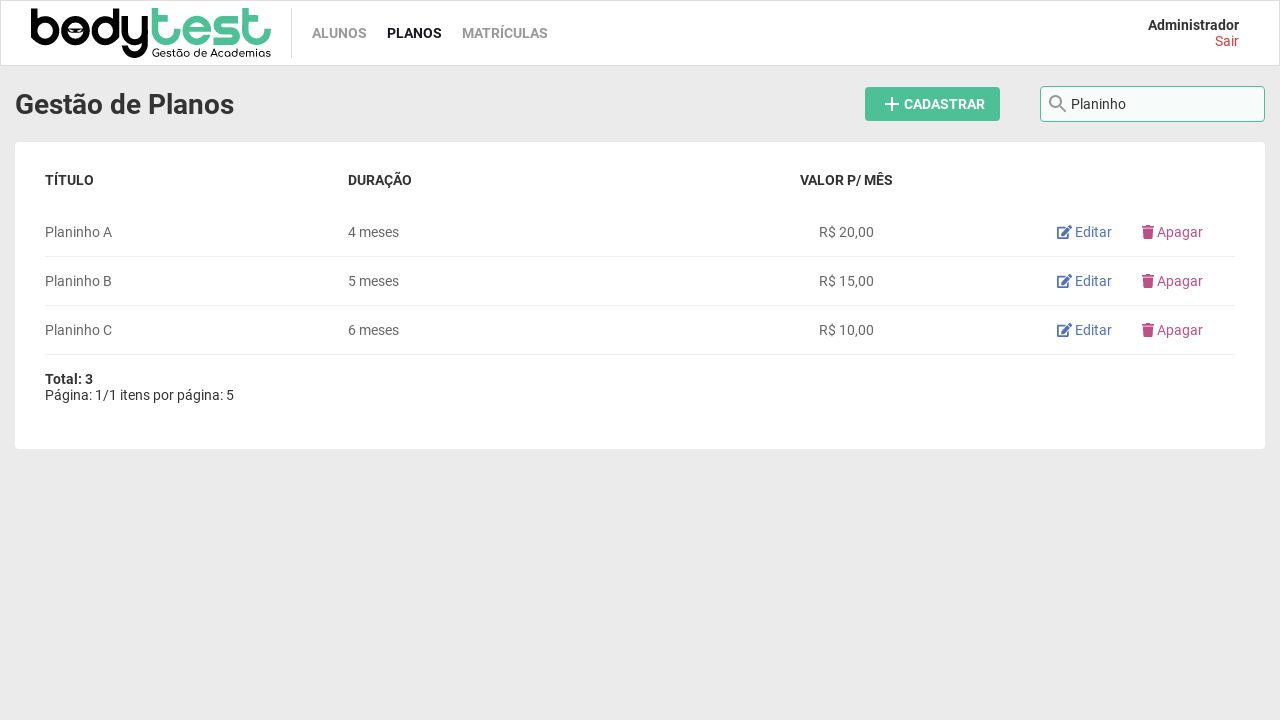 bodytest
Gestão de Academias
ALUNOS PLANOS MATRÍCULAS
Administrador
Sair
Gestão de Planos
CADASTRAR
Planinho
TÍTULO DURAÇÃO VALOR P/ MÊS
Planinho A 4 meses R$ 20,00 Editar Apagar
Planinho B 5 meses R$ 15,00 Editar Apagar
Planinho C 6 meses R$ 10,00 Editar Apagar
Total: 3
Página: 1/1 itens por página: 5